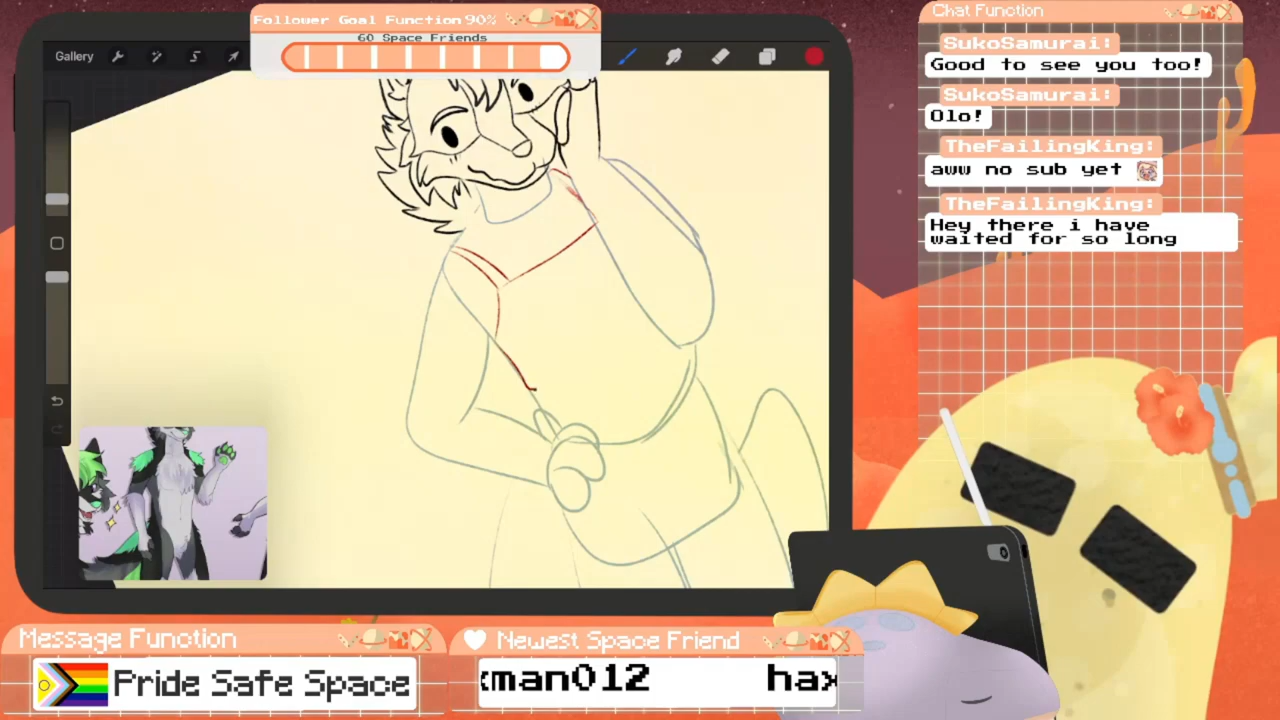 Follower Goal Function 90%
60 Space Friends
Gallery
Chat Function
SukoSamurai:
Good to see you too!
SukoSamurai:
Olo!
TheFailingKing:
aww no sub yet
TheFailingKing:
Hey there i have
waited for so long
Message Function
Pride Safe Space
Newest Space Friend
man012 hax